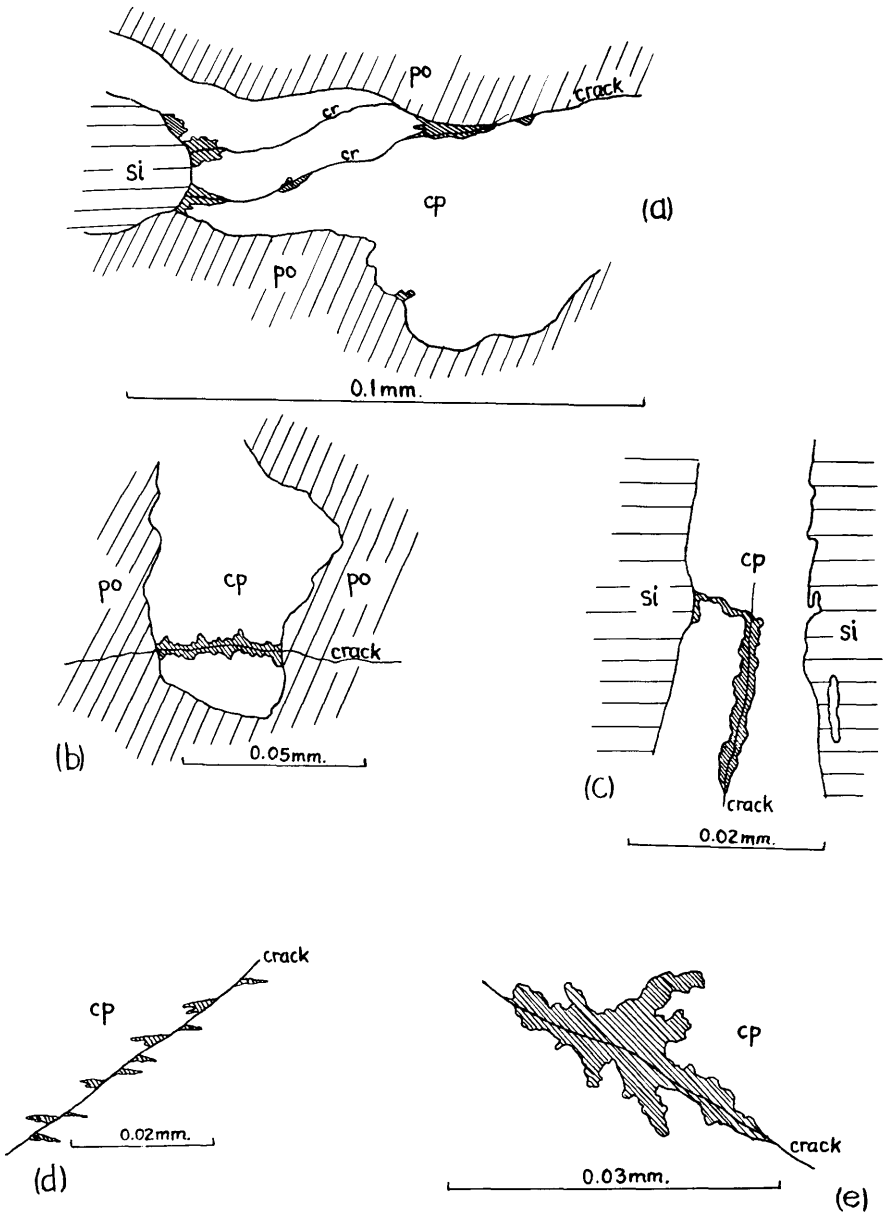 po
crack
cr
cr
si
cp
(a)
po
0.1mm.
po
cp
po
crack
(b)
0.05mm.
cp
si
si
(c)
crack
0.02mm.
crack
cp
0.02mm.
(d)
cp
crack
0.03mm.
(e)